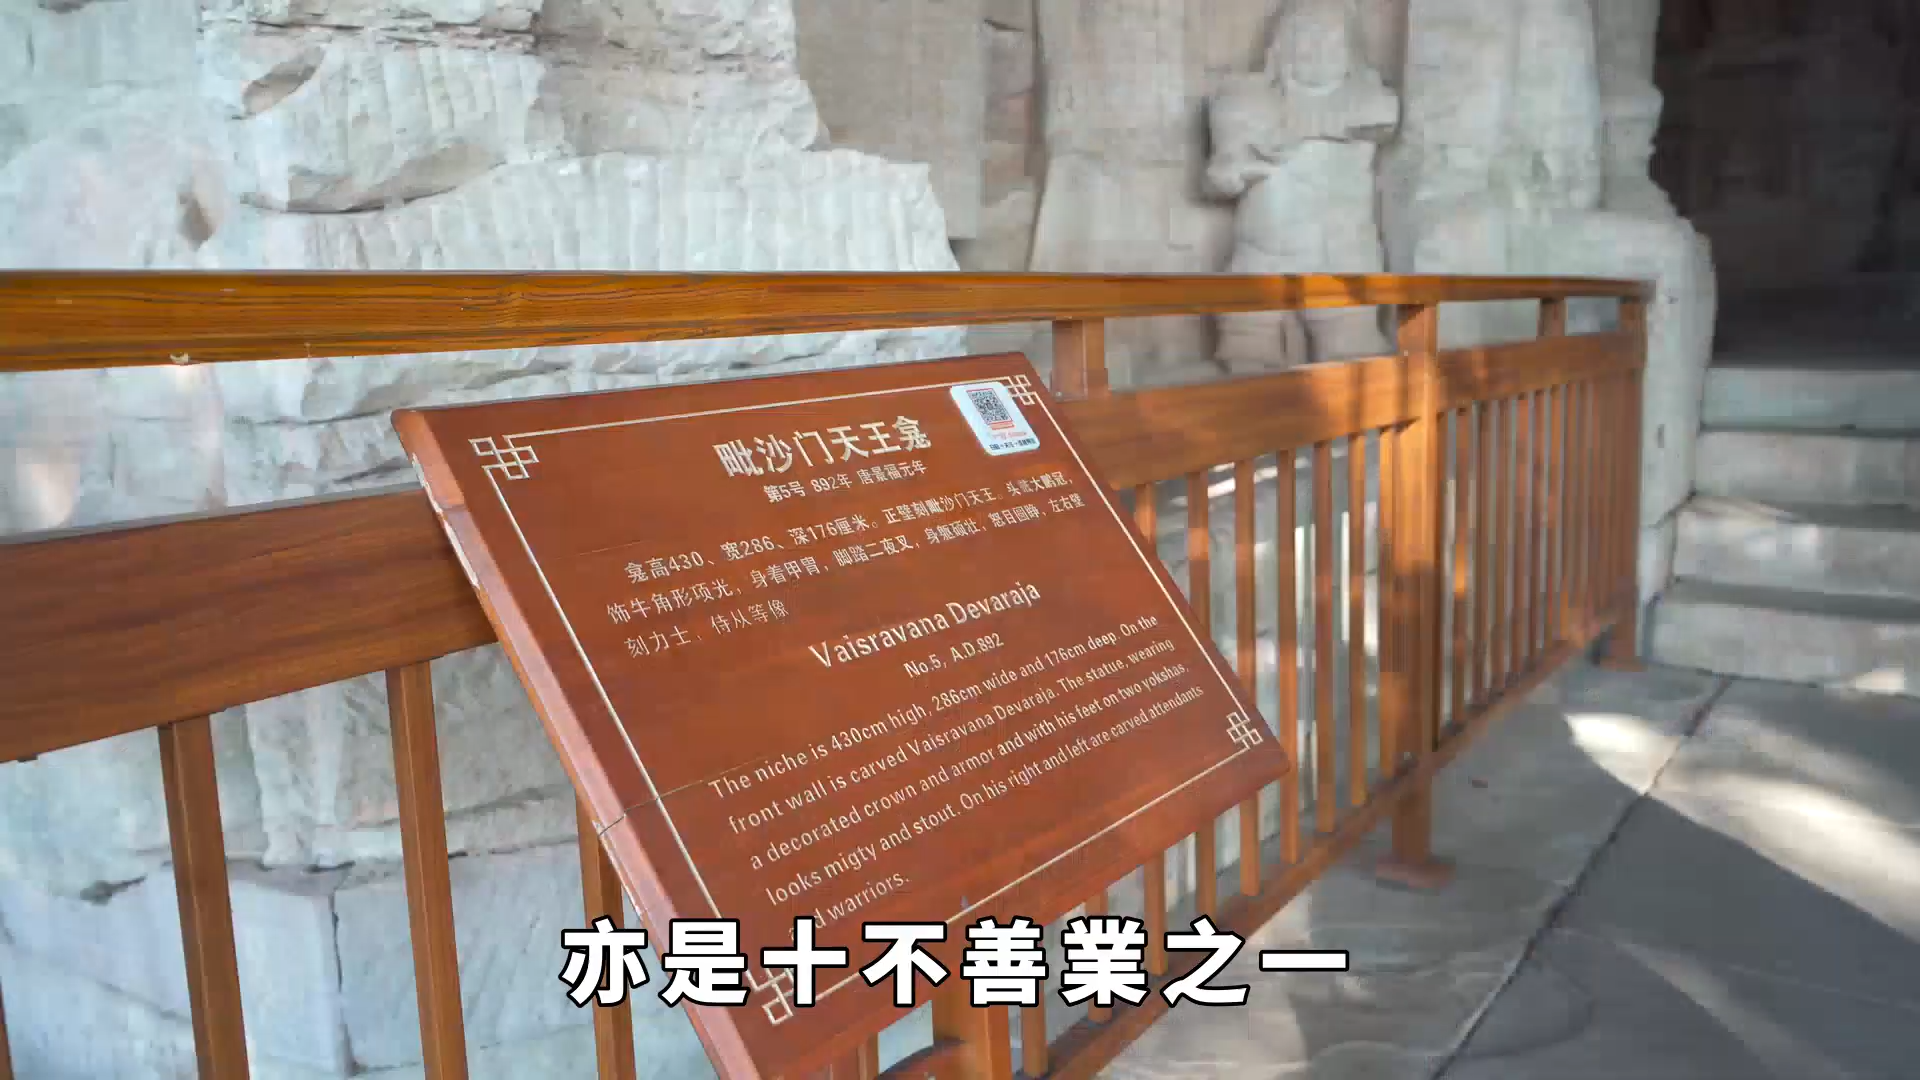 毗沙门天王龛
第5号 892年 唐景福元年
龛高430、宽286、深176厘米。正壁刻毗沙门天王。头戴大鹏冠,
饰牛角形项光，身着甲胄，脚踏二夜叉，身躯硕壮，怒目圆睁，左右壁
刻力士、侍从等像
Vaisravana Devaraja
No.5, A.D.892
The niche is 430cm high, 286cm wide and 176cm deep. On the
front wall is carved Vaisravana Devaraja. The statue, wearing
a decorated crown and armor and with his feet on two yokshas,
looks migty and stout. On his right and left are carved attendants
and warriors.
亦是十不善業之一